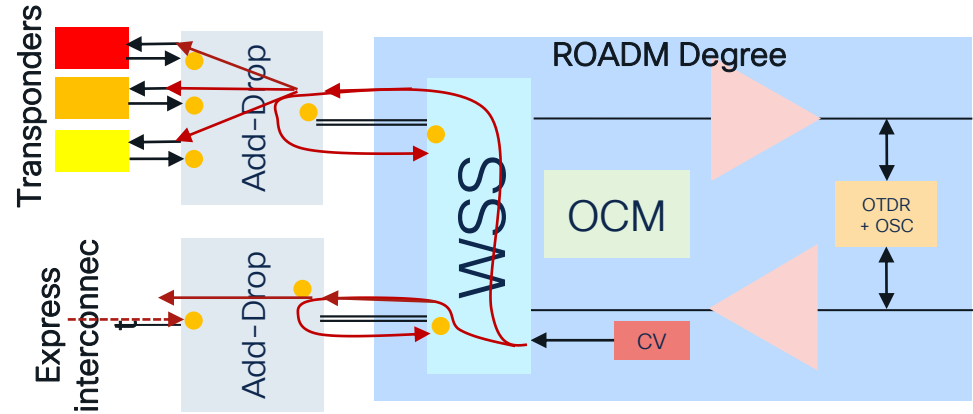 Transponders
Add-Drop
ROADM Degree
WSS
OCM
OTDR
+ OSC
Express
interconnec
t
Add-Drop
CV